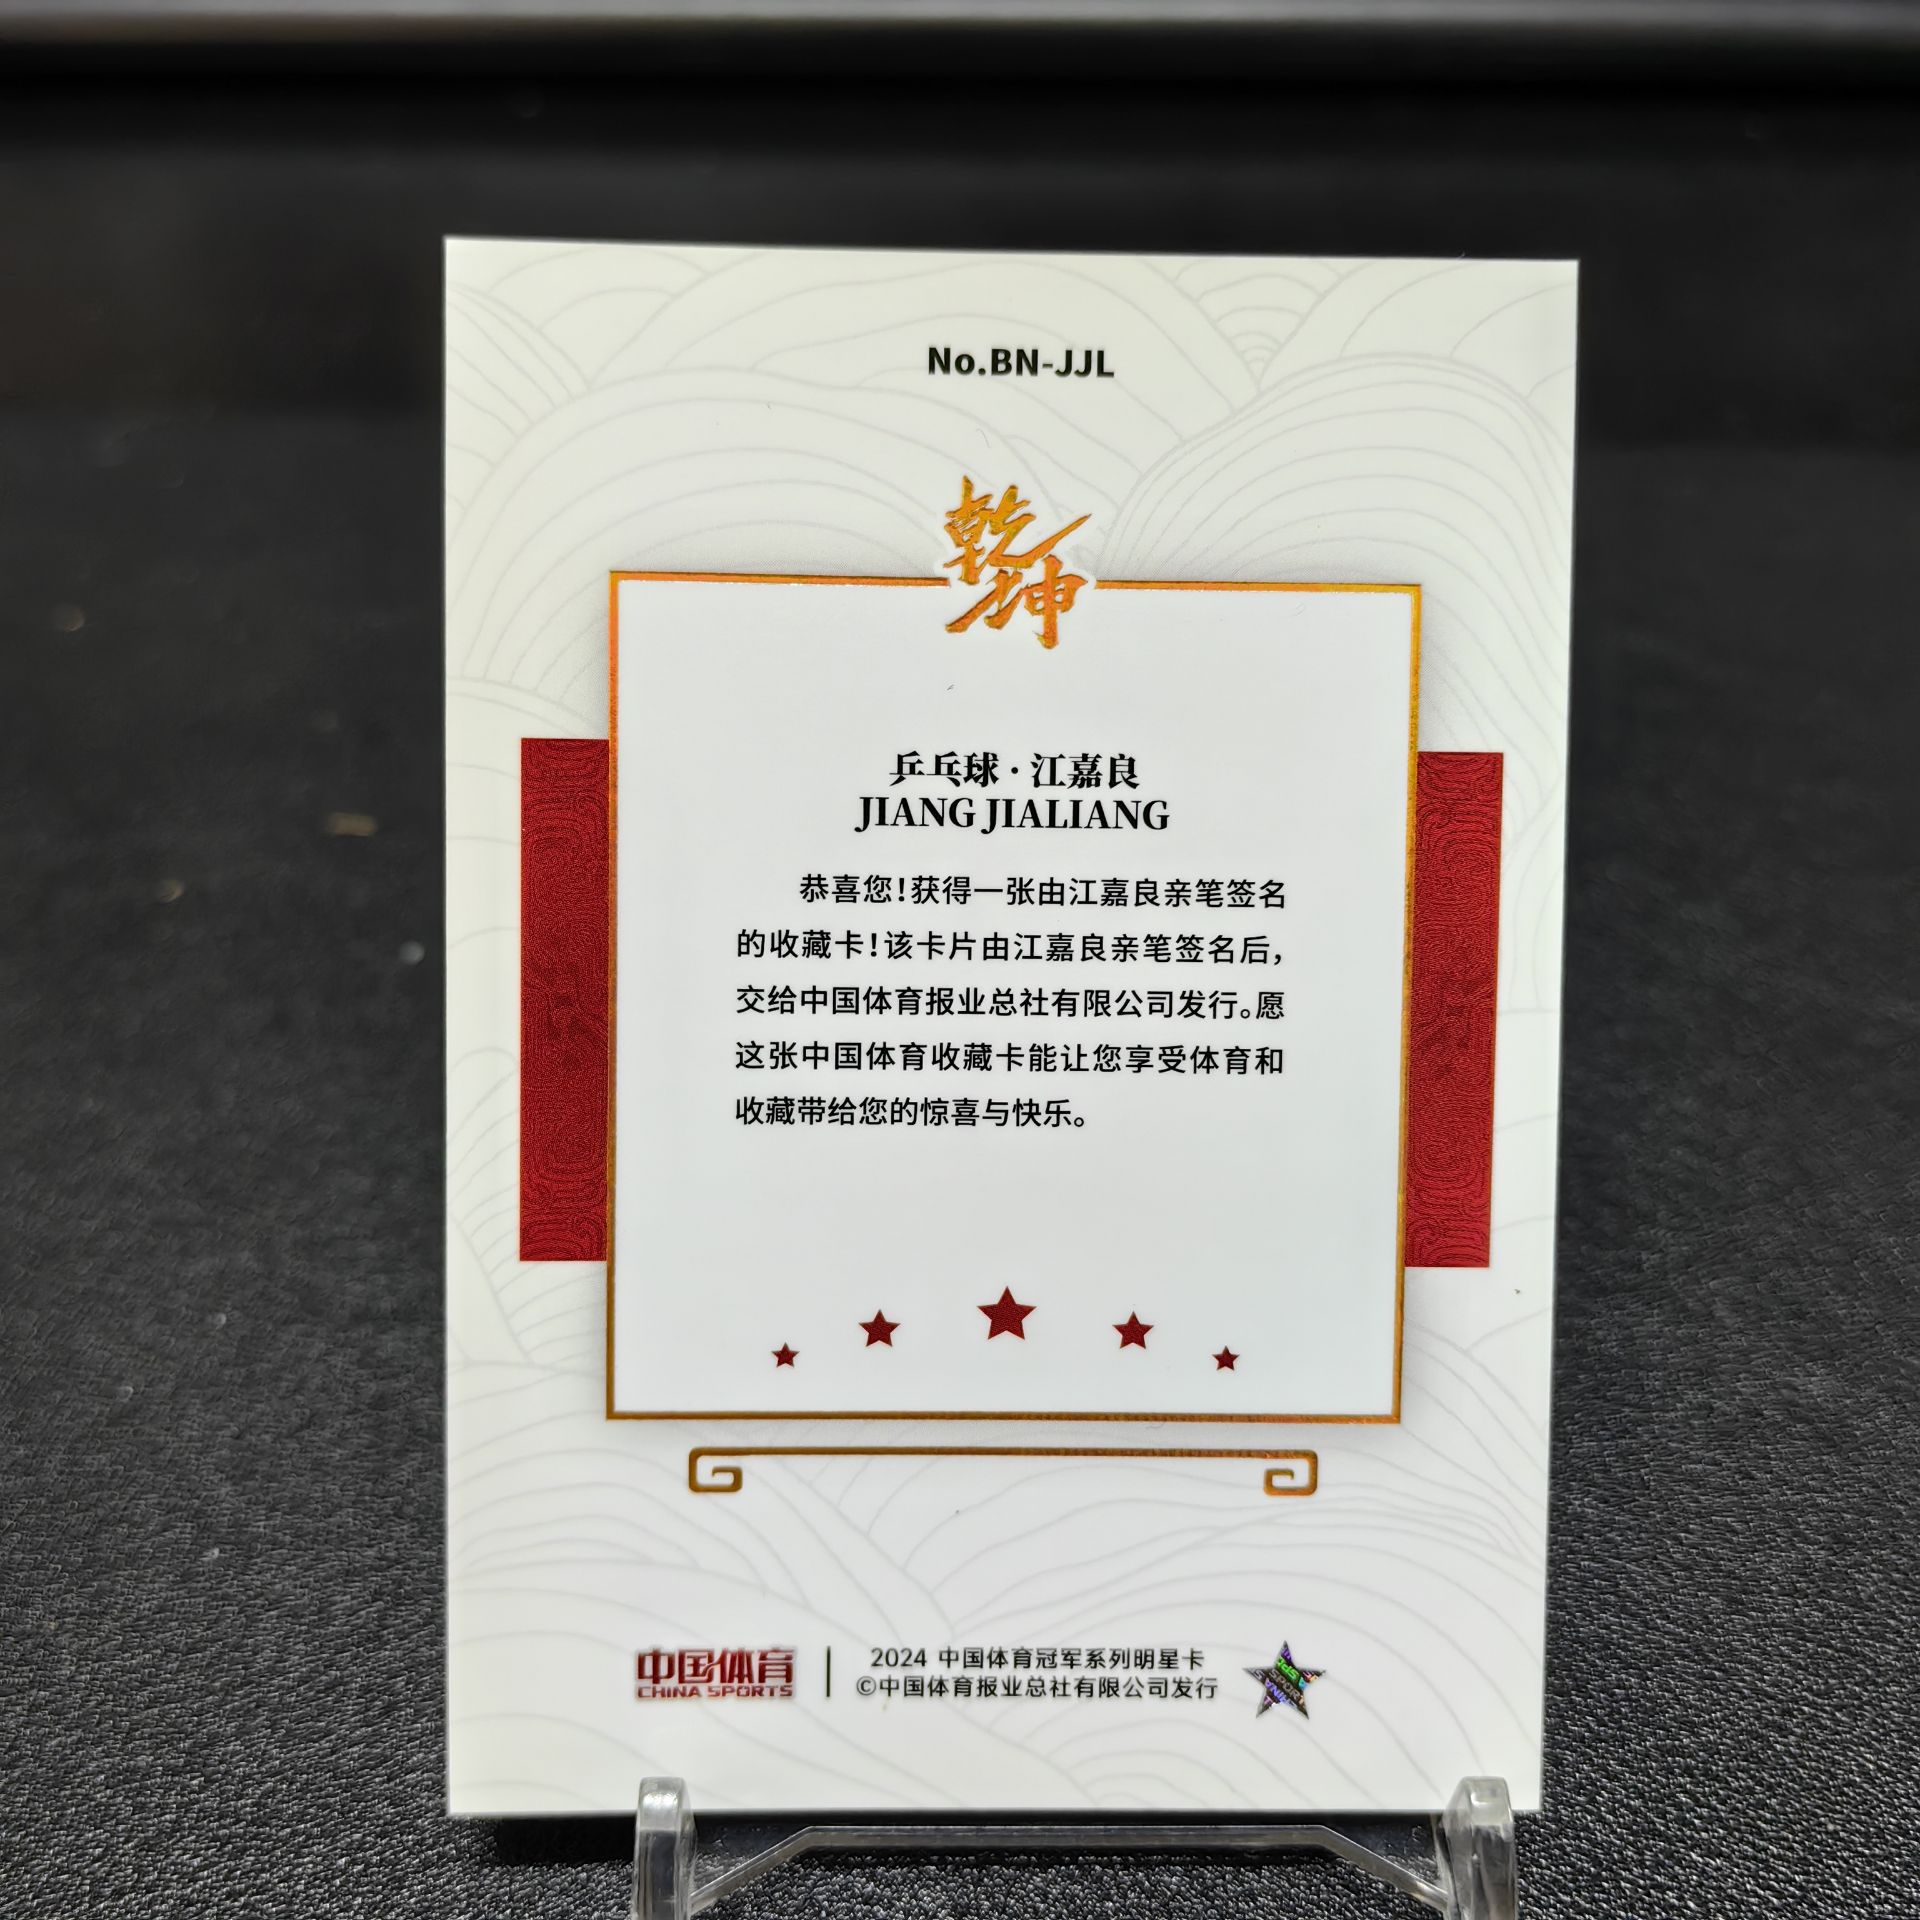 No.BN-JJL
乾坤
乒乓球·江嘉良
JIANG JIALIANG
恭喜您！获得一张由江嘉良亲笔签名
的收藏卡！该卡片由江嘉良亲笔签名后，
交给中国体育报业总社有限公司发行。愿
这张中国体育收藏卡能让您享受体育和
收藏带给您的惊喜与快乐。
中国体育
CHINA SPORTS
2024 中国体育冠军系列明星卡
©中国体育报业总社有限公司发行